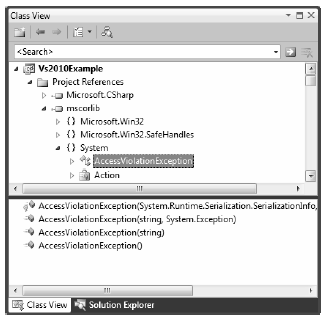 Class View
<Search>
Vs2010Example
Project References
Microsoft.CSharp
mscorlib
{ } Microsoft.Win32
{ } Microsoft.Win32.SafeHandles
{ } System
AccessViolationException
Action
AccessViolationException(System.Runtime.Serialization.SerializationInfo,
AccessViolationException(string, System.Exception)
AccessViolationException(string)
AccessViolationException()
Class View Solution Explorer